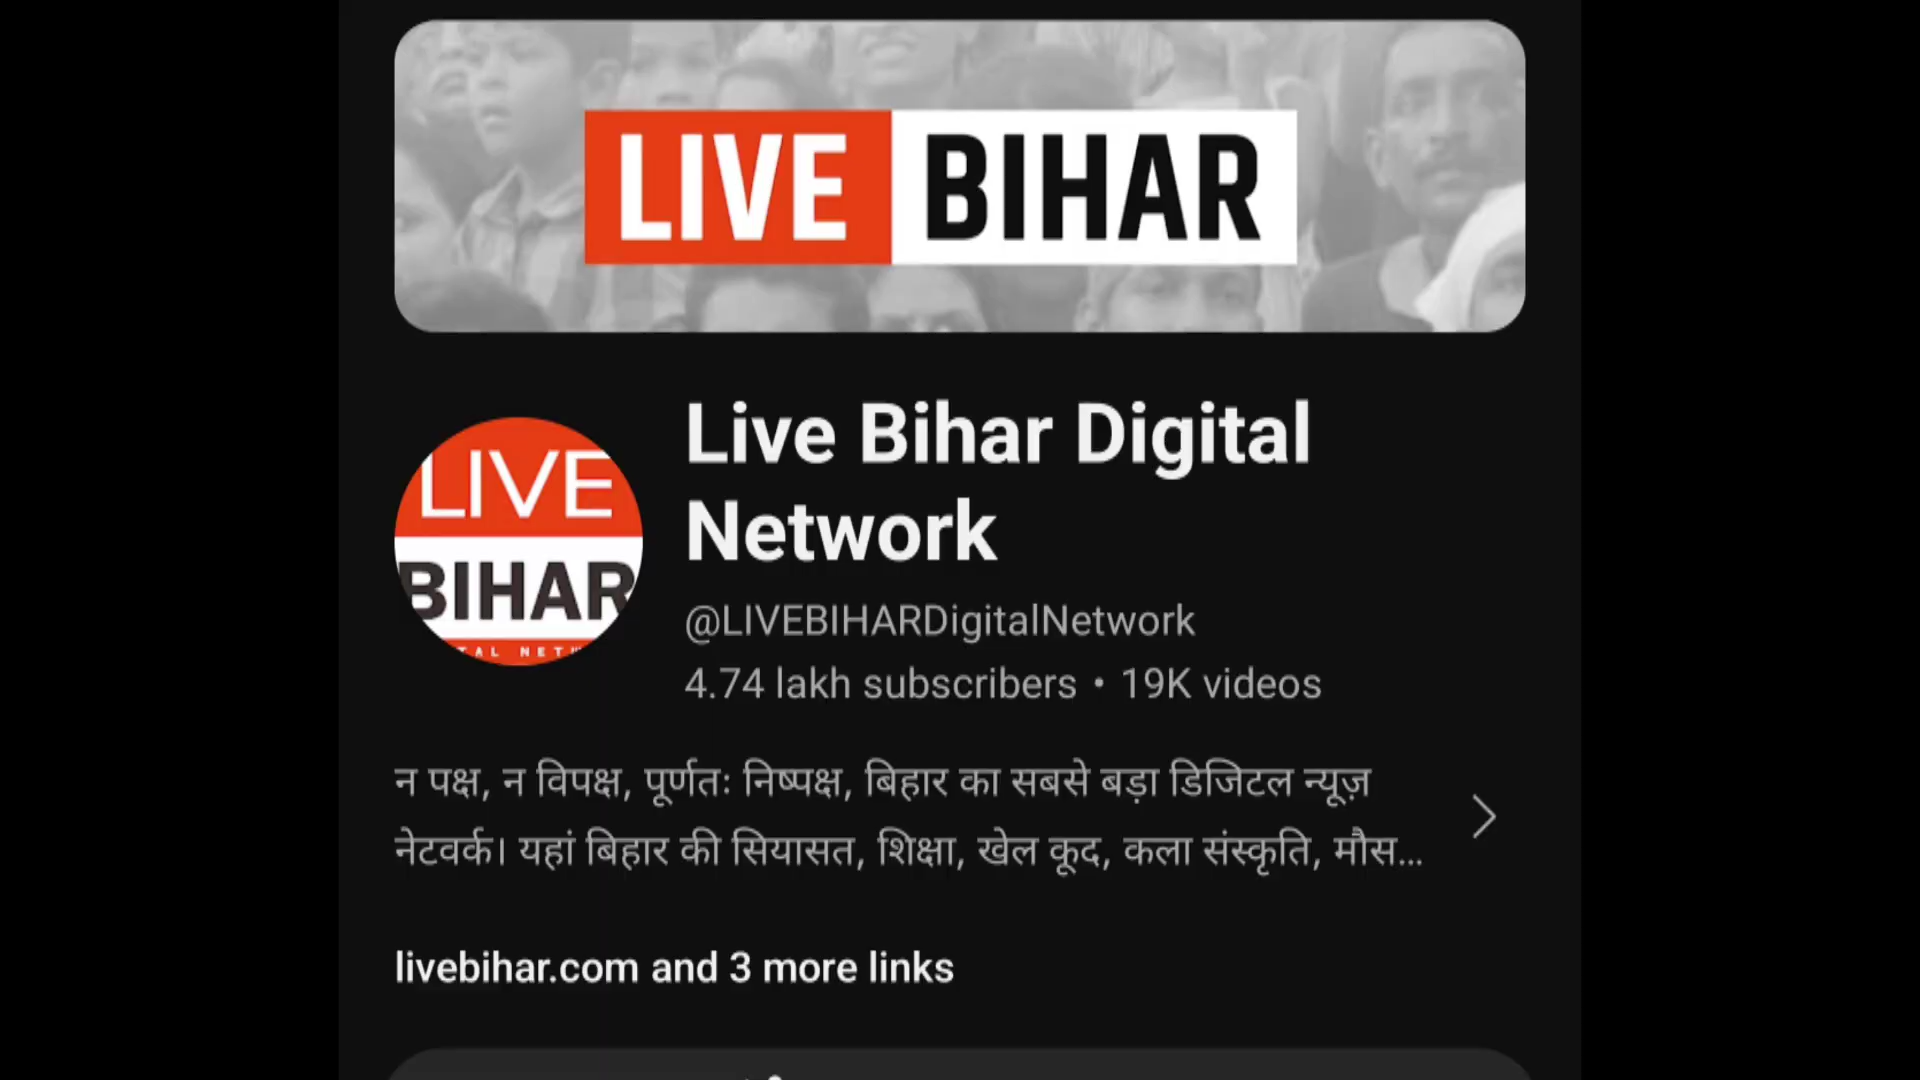 LIVE BIHAR
Live Bihar Digital
Network
LIVE
BIHAR
@LIVEBIHARDigitalNetwork
4.74 lakh subscribers • 19K videos
न पक्ष, न विपक्ष, पूर्णतः निष्पक्ष, बिहार का सबसे बड़ा डिजिटल न्यूज़
नेटवर्क। यहां बिहार की सियासत, शिक्षा, खेल कूद, कला संस्कृति, मौस...
livebihar.com and 3 more links